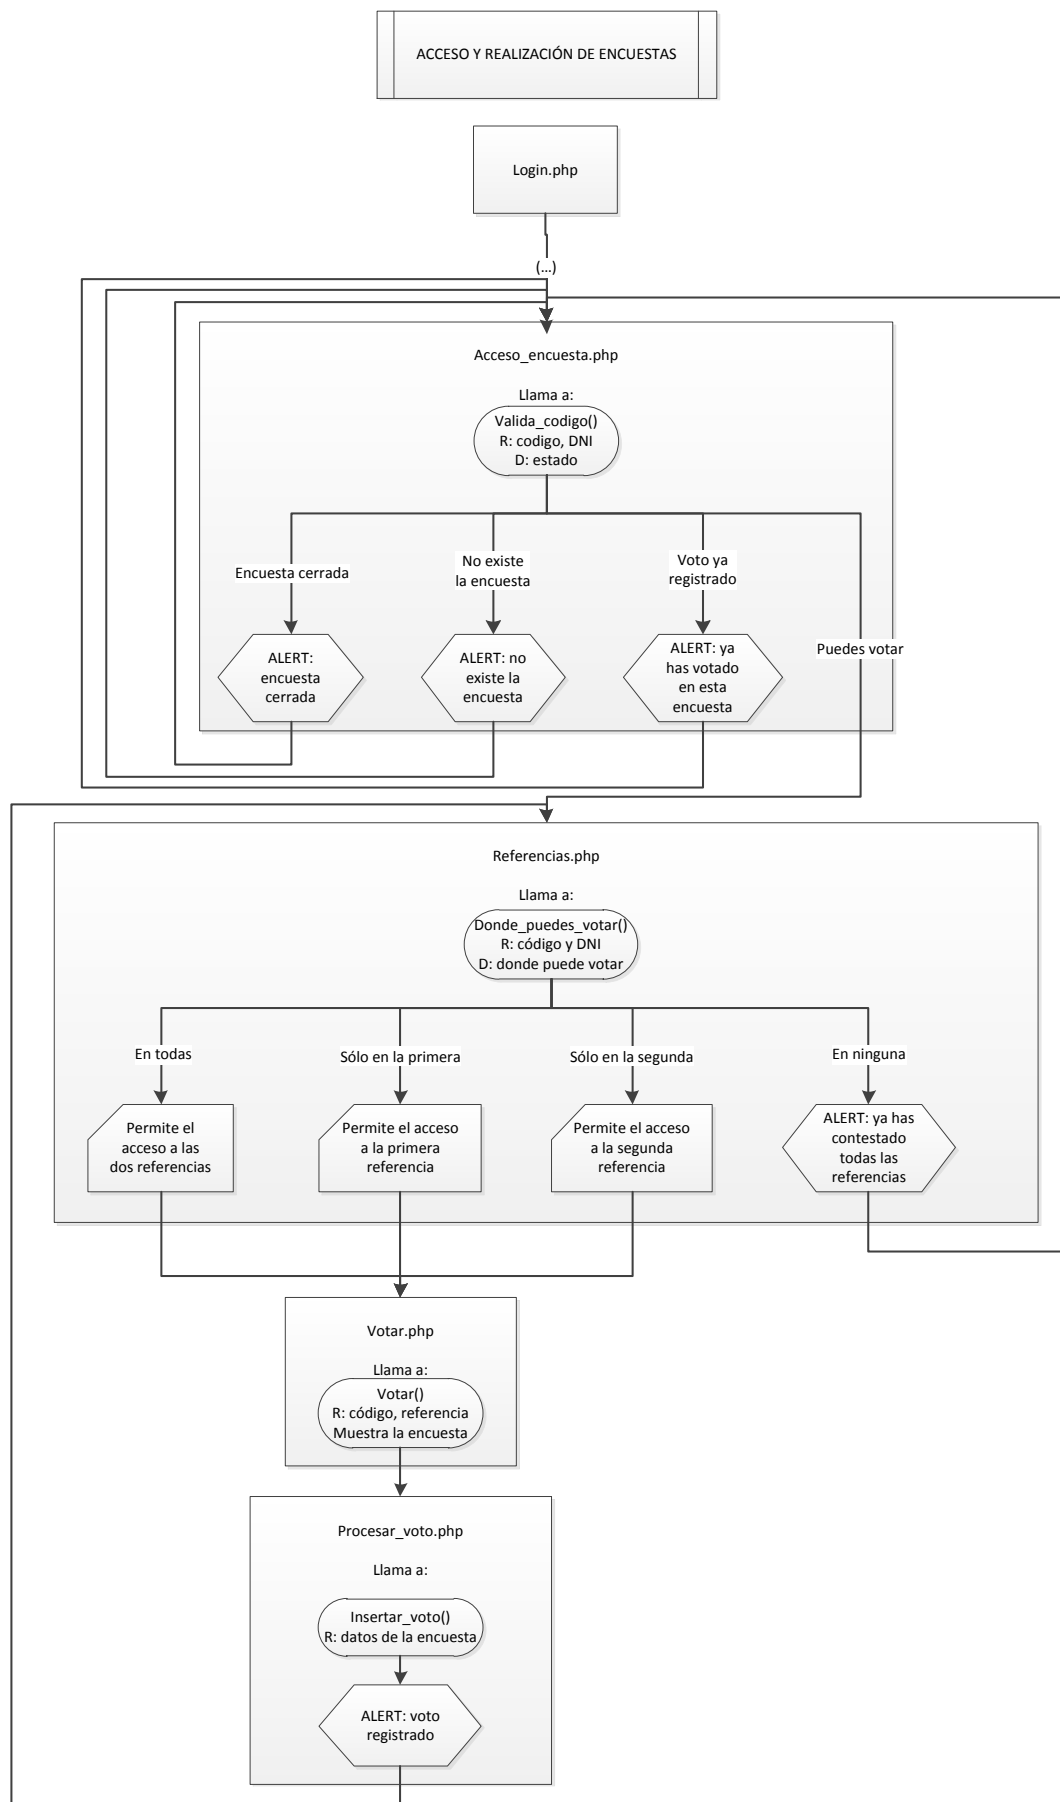 ACCESO Y REALIZACIÓN DE ENCUESTAS
Login.php
(...)
Acceso_encuesta.php
Llama a:
Valida_codigo()
R: codigo, DNI
D: estado
Encuesta cerrada
No existe
la encuesta
Voto ya
registrado
Puedes votar
ALERT:
encuesta
cerrada
ALERT: no
existe la
encuesta
ALERT: ya
has votado
en esta
encuesta
Referencias.php
Llama a:
Donde_puedes_votar()
R: código y DNI
D: donde puede votar
En todas
Sólo en la primera
Sólo en la segunda
En ninguna
Permite el
acceso a las
dos referencias
Permite el acceso
a la primera
referencia
Permite el acceso
a la segunda
referencia
ALERT: ya has
contestado
todas las
referencias
Votar.php
Llama a:
Votar()
R: código, referencia
Muestra la encuesta
Procesar_voto.php
Llama a:
Insertar_voto()
R: datos de la encuesta
ALERT: voto
registrado